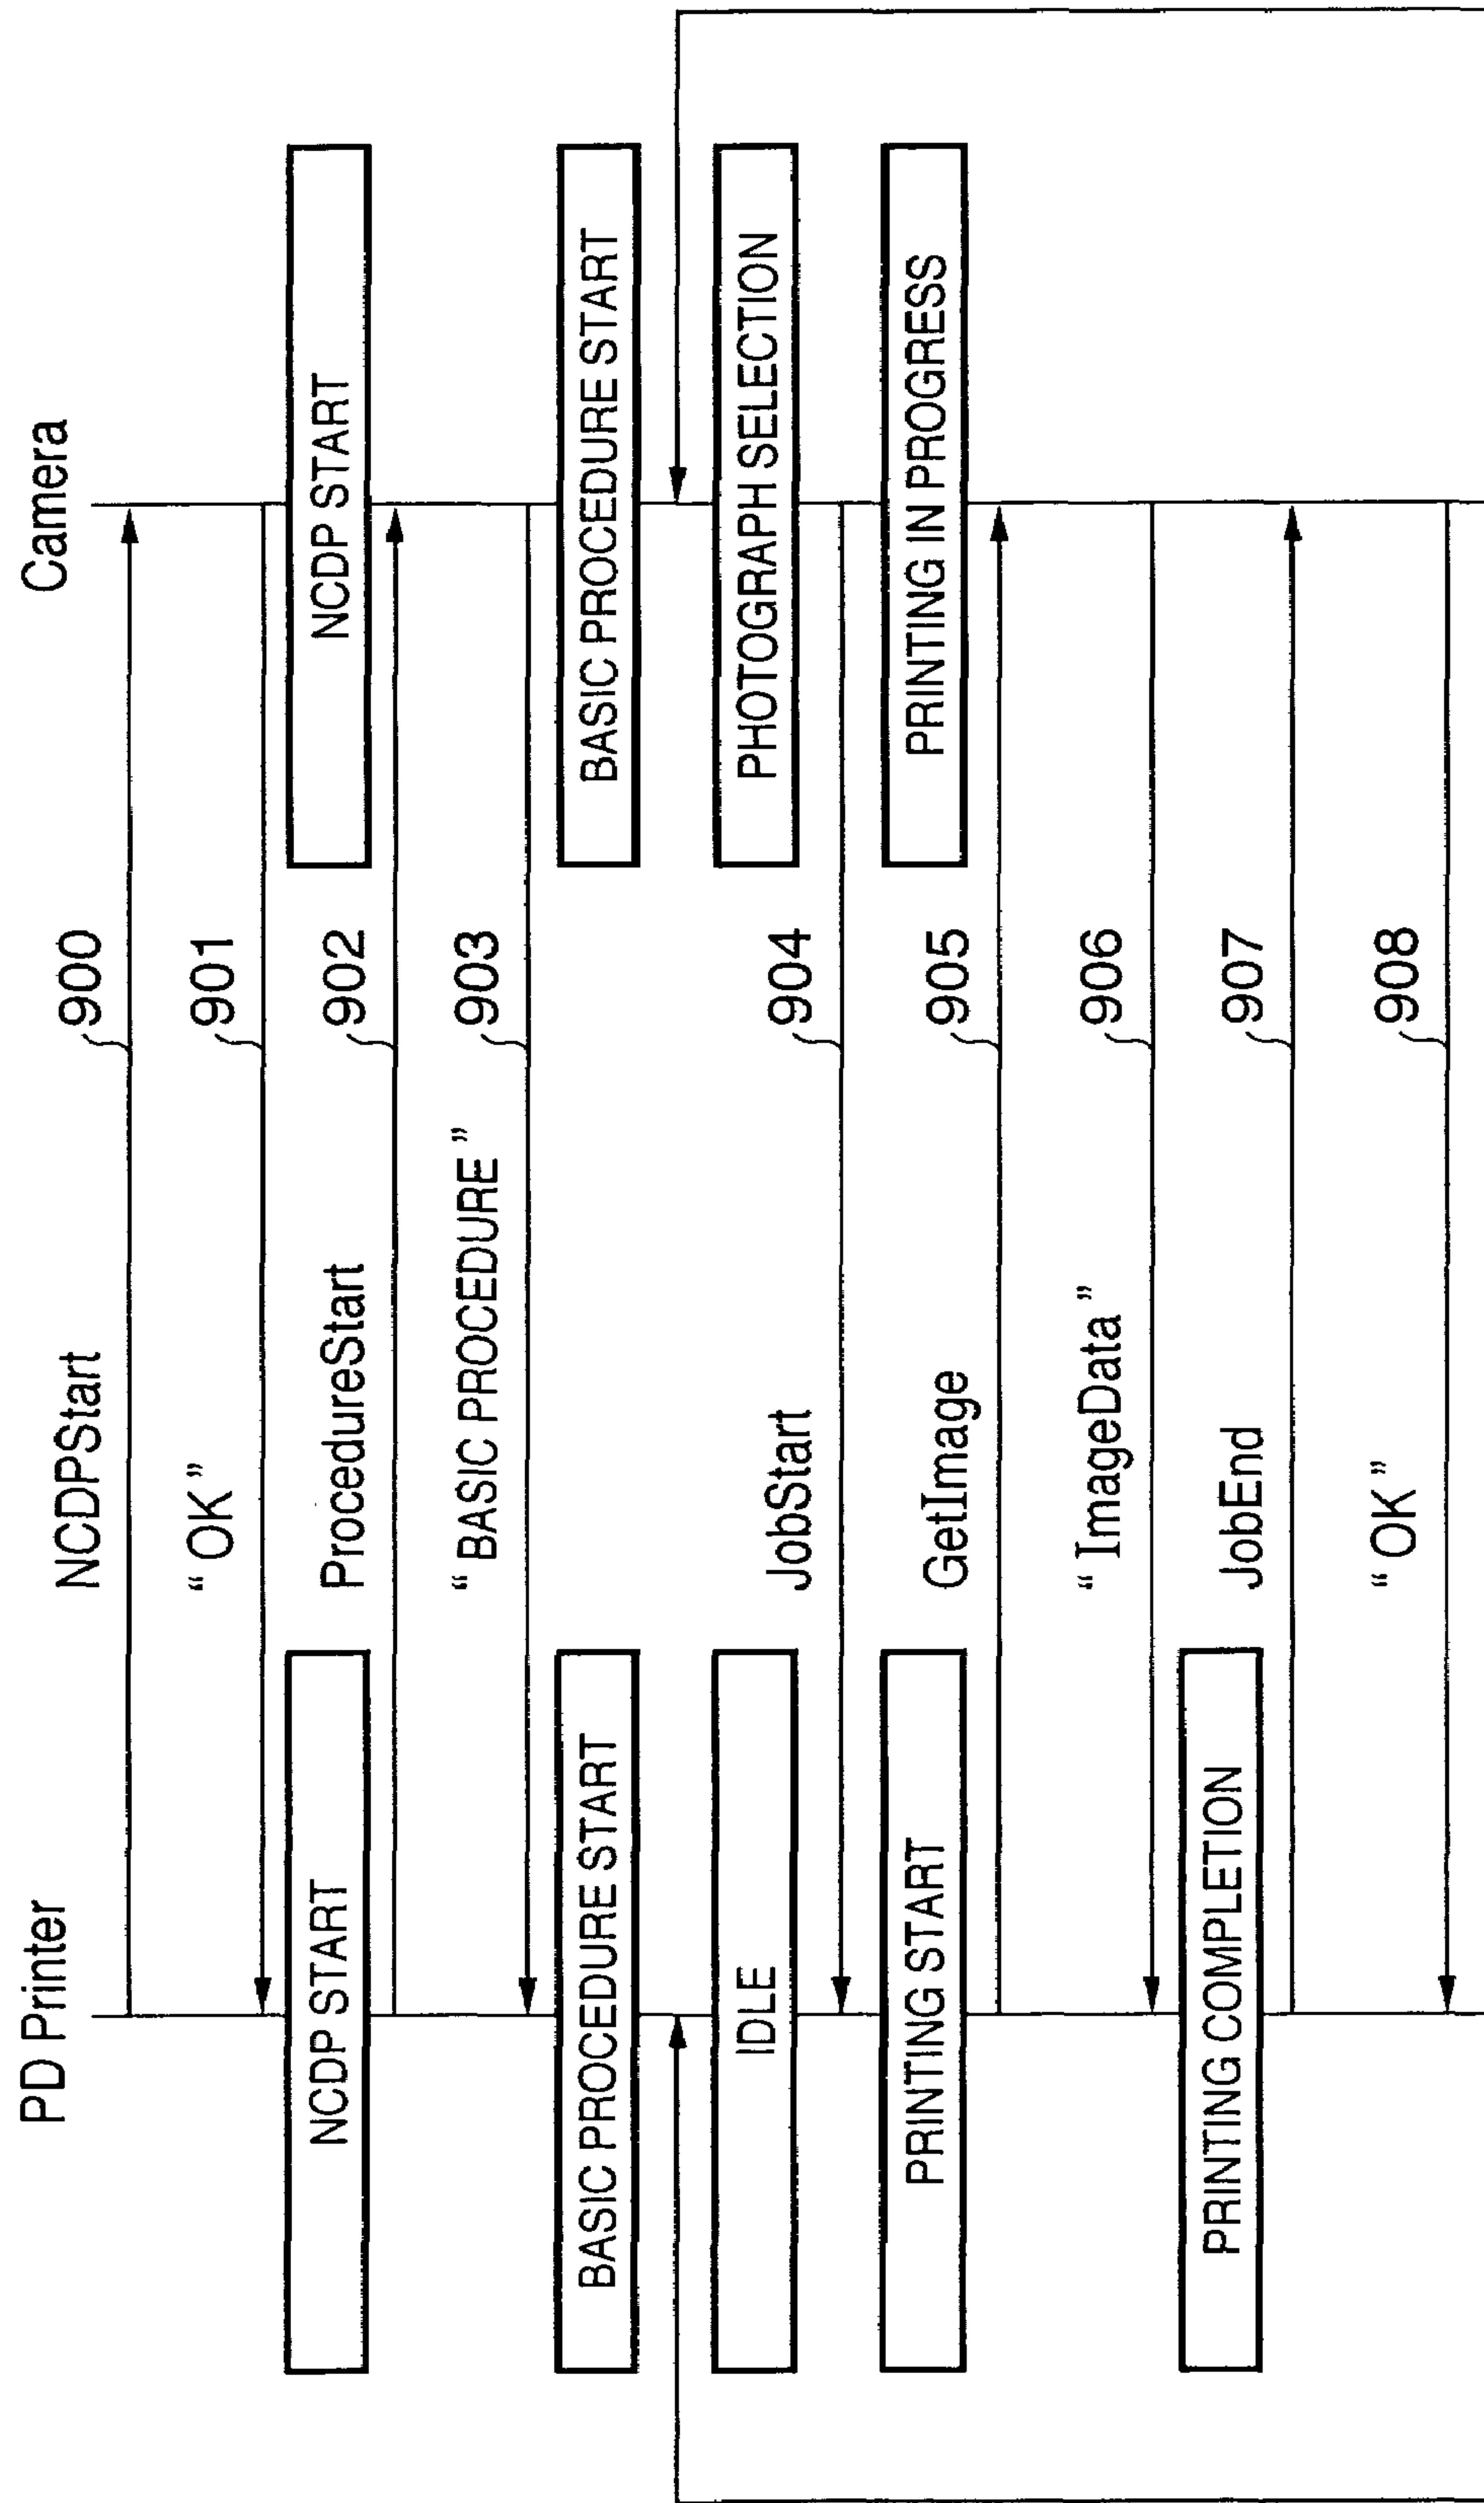 PD Printer
Camera
NCDPStart
900
“ OK ”
901
NCDP START
NCDP START
ProcedureStart
902
“ BASIC PROCEDURE ”
903
BASIC PROCEDURE START
BASIC PROCEDURE START
IDLE
PHOTOGRAPH SELECTION
JobStart
904
PRINTING START
PRINTING IN PROGRESS
GetImage
905
“ ImageData ”
906
PRINTING COMPLETION
JobEnd
907
“ OK ”
908